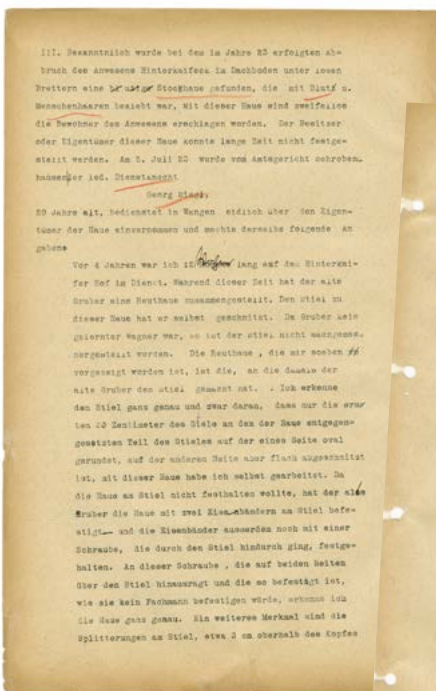 III. Bekanntlich wurde bei dem im Jahre 23 erfolgten Ab-
bruch des Anwesens Hinterkaifeck im Dachboden unter losen
Brettern eine Stockhaue gefunden, die mit Blut u.
Menschenhaaren beklebt war. Mit dieser Haue sind zweifellos
die Bewohner des Anwesens erschlagen worden. Der Besitzer
oder Eigentümer dieser Haue konnte lange Zeit nicht festge-
stellt werden. Am 5. Juli 23 wurde vom Amtsgericht Schroben-
hausen der led. Dienstknecht
Georg Siegl,
20 Jahre alt, bedienstet in Wangen eidlich über den Eigen-
tümer der Haue einvernommen und machte derselbe folgende An
gaben:
Vor 4 Jahren war ich 12 Wochen lang auf dem Hinterkai-
fer Hof im Dienst. Während dieser Zeit hat der alte
Gruber eine Reuthaue zusammengestellt. Den Stiel zu
dieser Haue hat er selbst geschnitzt. Da Gruber kein
gelernter Wagner war, so ist der Stiel nicht
hergestellt worden. Die Reuthaue , die mir soeben
vorgezeigt worden ist, ist die, an die damals der
alte Gruber den Stiel gemacht hat. . Ich erkenne
den Stiel ganz genau und zwar daran, dass nur die ers
ten 20 Zentimeter des Stiels an den der Haue entgegen-
gesetzten Teil des Stieles auf der einen Seite oval
gerundet, auf der anderen Seite aber flach abgeschnitzt
ist, mit dieser Haue habe ich selbst gearbeitet. Da
die Haue am Stiel nicht festhalten wollte, hat der alte
Gruber die Haue mit zwei Eisenbändern am Stiel befe-
stigt und die Eisenbänder ausserdem noch mit einer
Schraube, die durch den Stiel hindurch ging, festge-
halten. An dieser Schraube , die auf beiden Seiten
über den Stiel hinausragt und die so befestigt ist,
wie sie kein Fachmann befestigen würde, erkenne ich
die Haue ganz genau. Ein weiteres Merkmal sind die
Splitterungen am Stiel, etwa 3 cm oberhalb des Kopfes